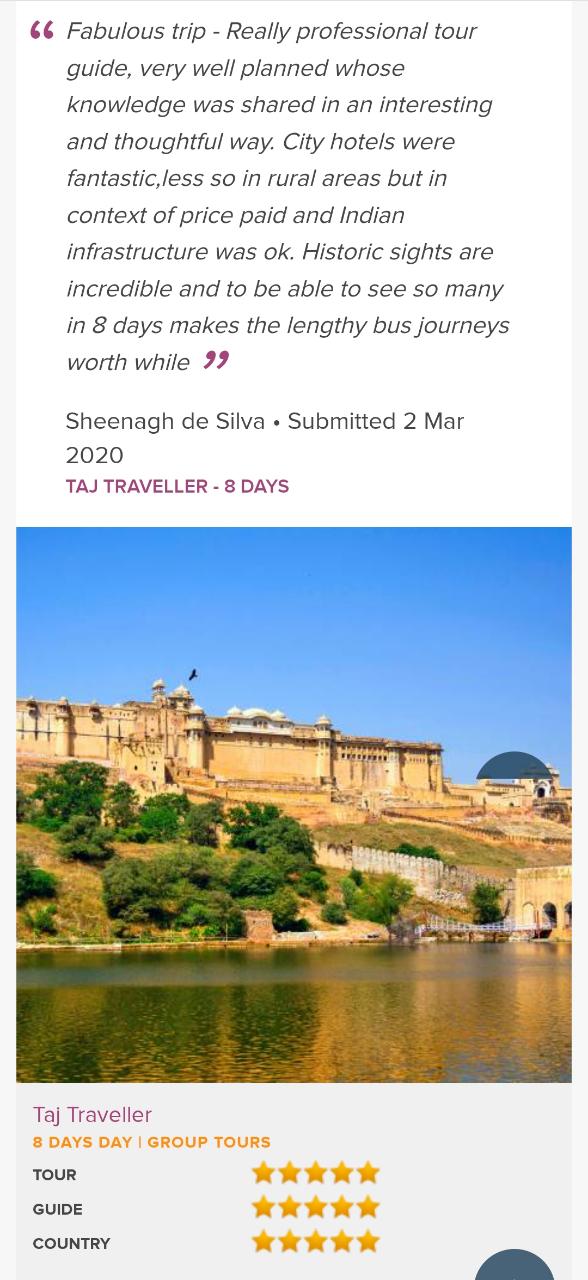 “ Fabulous trip - Really professional tour
guide, very well planned whose
knowledge was shared in an interesting
and thoughtful way. City hotels were
fantastic,less so in rural areas but in
context of price paid and Indian
infrastructure was ok. Historic sights are
incredible and to be able to see so many
in 8 days makes the lengthy bus journeys
worth while ”
Sheenagh de Silva • Submitted 2 Mar
2020
TAJ TRAVELLER - 8 DAYS
Taj Traveller
8 DAYS DAY | GROUP TOURS
TOUR
GUIDE
COUNTRY